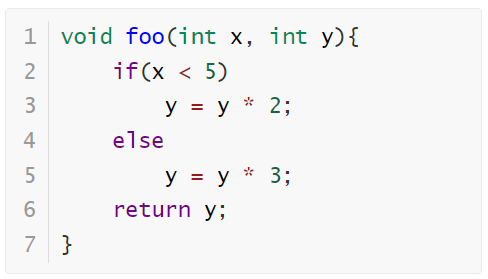 1 void foo(int x, int y){
2     if(x < 5)
3         y = y * 2;
4     else
5         y = y * 3;
6     return y;
7 }